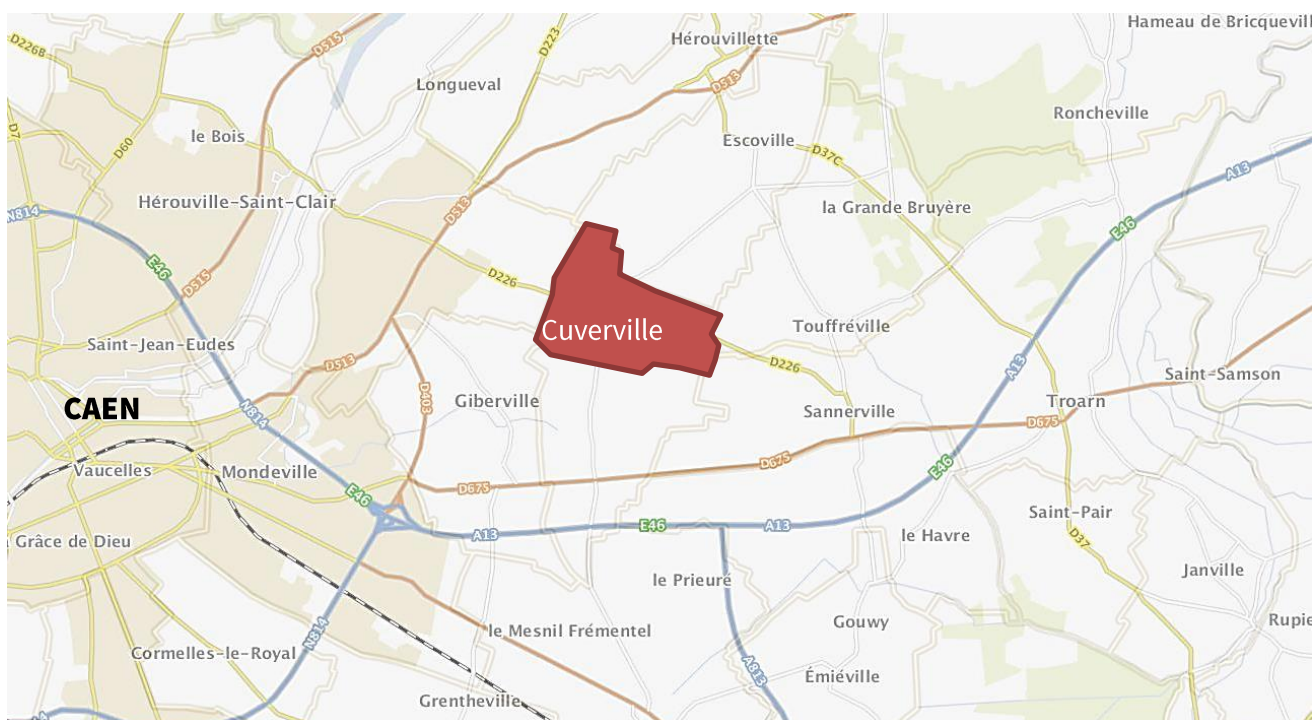 Hameau de Bricquevill
D515
D223
Hérouvillette
D226B
Longueval
D513
Roncheville
D7
D60
le Bois
Escoville
D37C
A13
Hérouville-Saint-Clair
N814
D513
la Grande Bruyère
E46
E46
D515
D226
Cuverville
Touffréville
Saint-Jean-Eudes
D513
D226
A13
Saint-Samson
CAEN
N814
D403
Giberville
Sannerville
Troarn
D675
Vaucelles
Mondeville
E46
D675
D675
E46
Saint-Pair
Grâce de Dieu
A13
E46
A13
le Havre
D37
le Prieuré
Janville
N814
le Mesnil Frémentel
Gouwy
Rupie
Cormelles-le-Royal
A813
Émiéville
Grentheville